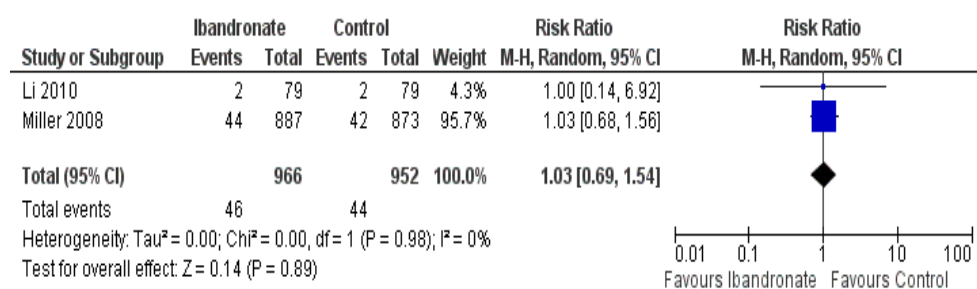 Ibandronate Control Risk Ratio Risk Ratio
Study or Subgroup Events Total Events Total Weight M-H, Random, 95% CI M-H, Random, 95% CI
Li 2010 2 79 2 79 4.3% 1.00 [0.14, 6.92]
Miller 2008 44 887 42 873 95.7% 1.03 [0.68, 1.56]
Total (95% CI) 966 952 100.0% 1.03 [0.69, 1.54]
Total events 46 44
Heterogeneity: Tau² = 0.00; Chi² = 0.00, df = 1 (P = 0.98); I² = 0%
Test for overall effect: Z = 0.14 (P = 0.89)
0.01 0.1 1 10 100
Favours Ibandronate Favours Control